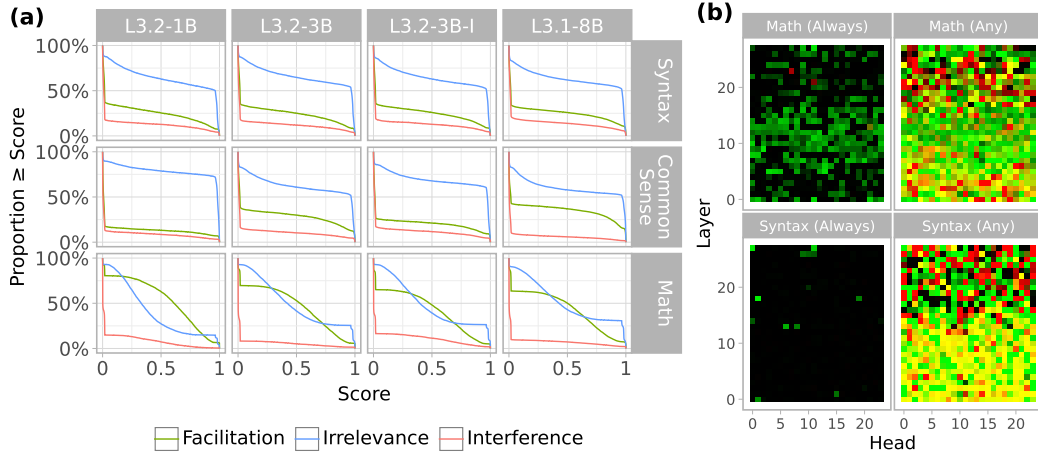 (a)
L3.2-1B L3.2-3B L3.2-3B-I L3.1-8B
100%
50%
0%
Syntax
100%
50%
0%
Common
Sense
100%
50%
0%
Math
0 0.5 1 0 0.5 1 0 0.5 1 0 0.5 1
Proportion ≥ Score
Score
Facilitation Irrelevance Interference
(b)
Math (Always) Math (Any)
20
10
0
Syntax (Always) Syntax (Any)
20
10
0
0 5 10 15 20 0 5 10 15 20
Layer
Head